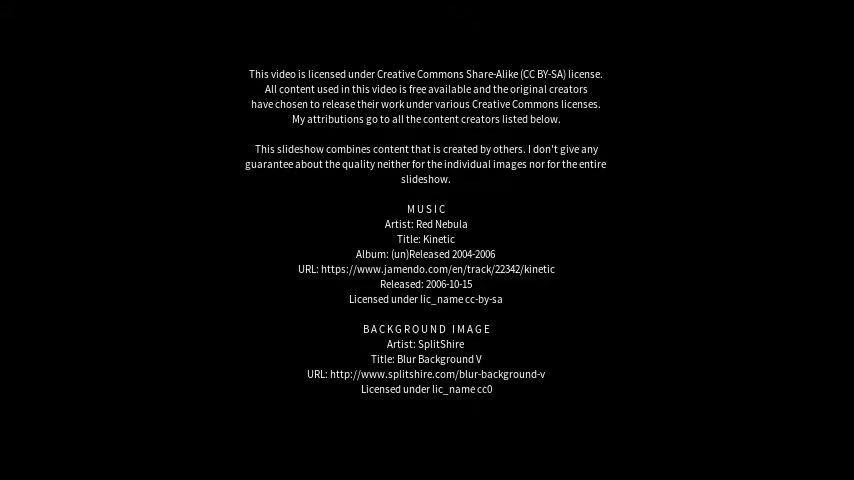 This video is licensed under Creative Commons Share-Alike (CC BY-SA) license.
All content used in this video is free available and the original creators
have chosen to release their work under various Creative Commons licenses.
My attributions go to all the content creators listed below.
This slideshow combines content that is created by others. I don't give any
guarantee about the quality neither for the individual images nor for the entire
slideshow.
MUSIC
Artist: Red Nebula
Title: Kinetic
Album: (un)Released 2004-2006
URL: https://www.jamendo.com/en/track/22342/kinetic
Released: 2006-10-15
Licensed under lic_name cc-by-sa
BACKGROUND IMAGE
Artist: SplitShire
Title: Blur Background V
URL: http://www.splitshire.com/blur-background-v
Licensed under lic_name cc0